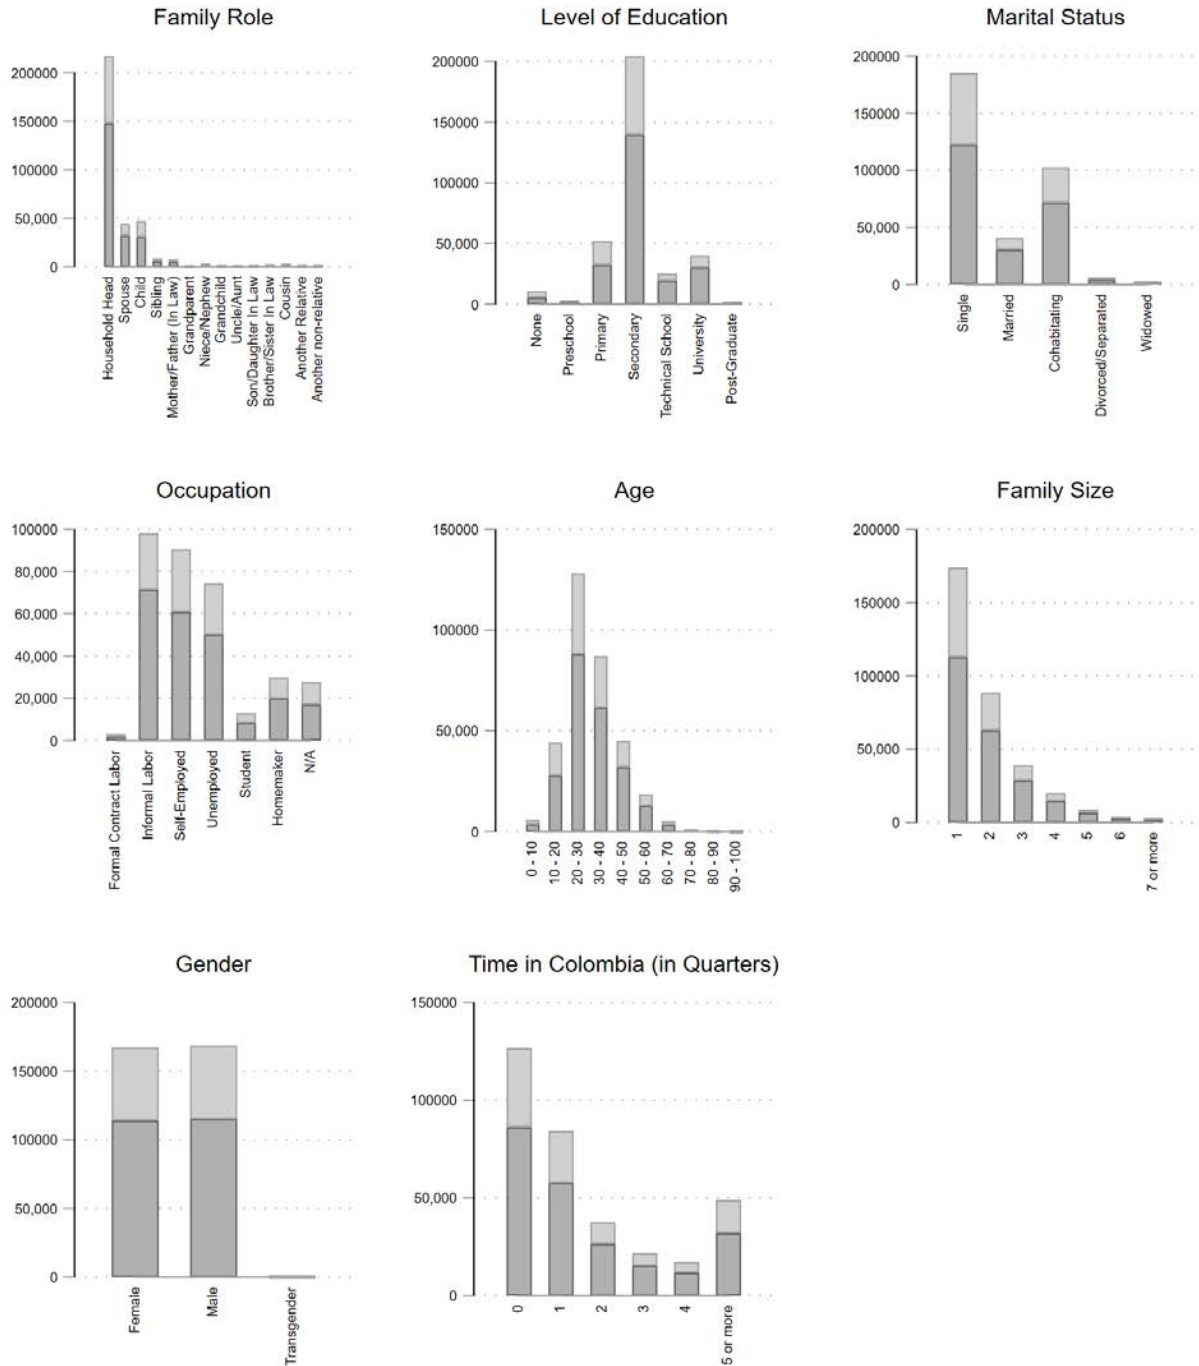 Family Role
200000
150000
100000
50,000
0
Household Head
Spouse
Child
Sibling
Mother/Father (In Law)
Grandparent
Niece/Nephew
Grandchild
Uncle/Aunt
Son/Daughter In Law
Brother/Sister In Law
Cousin
Another Relative
Another non-relative
Level of Education
200000
150000
100000
50,000
0
None
Preschool
Primary
Secondary
Technical School
University
Post-Graduate
Marital Status
200000
150000
100000
50,000
0
Single
Married
Cohabitating
Divorced/Separated
Widowed
Occupation
100000
80,000
60,000
40,000
20,000
0
Formal Contract Labor
Informal Labor
Self-Employed
Unemployed
Student
Homemaker
N/A
Age
150000
100000
50,000
0
0 - 10
10 - 20
20 - 30
30 - 40
40 - 50
50 - 60
60 - 70
70 - 80
80 - 90
90 - 100
Family Size
200000
150000
100000
50,000
0
1
2
3
4
5
6
7 or more
Gender
200000
150000
100000
50,000
0
Female
Male
Transgender
Time in Colombia (in Quarters)
150000
100000
50,000
0
0
1
2
3
4
5 or more